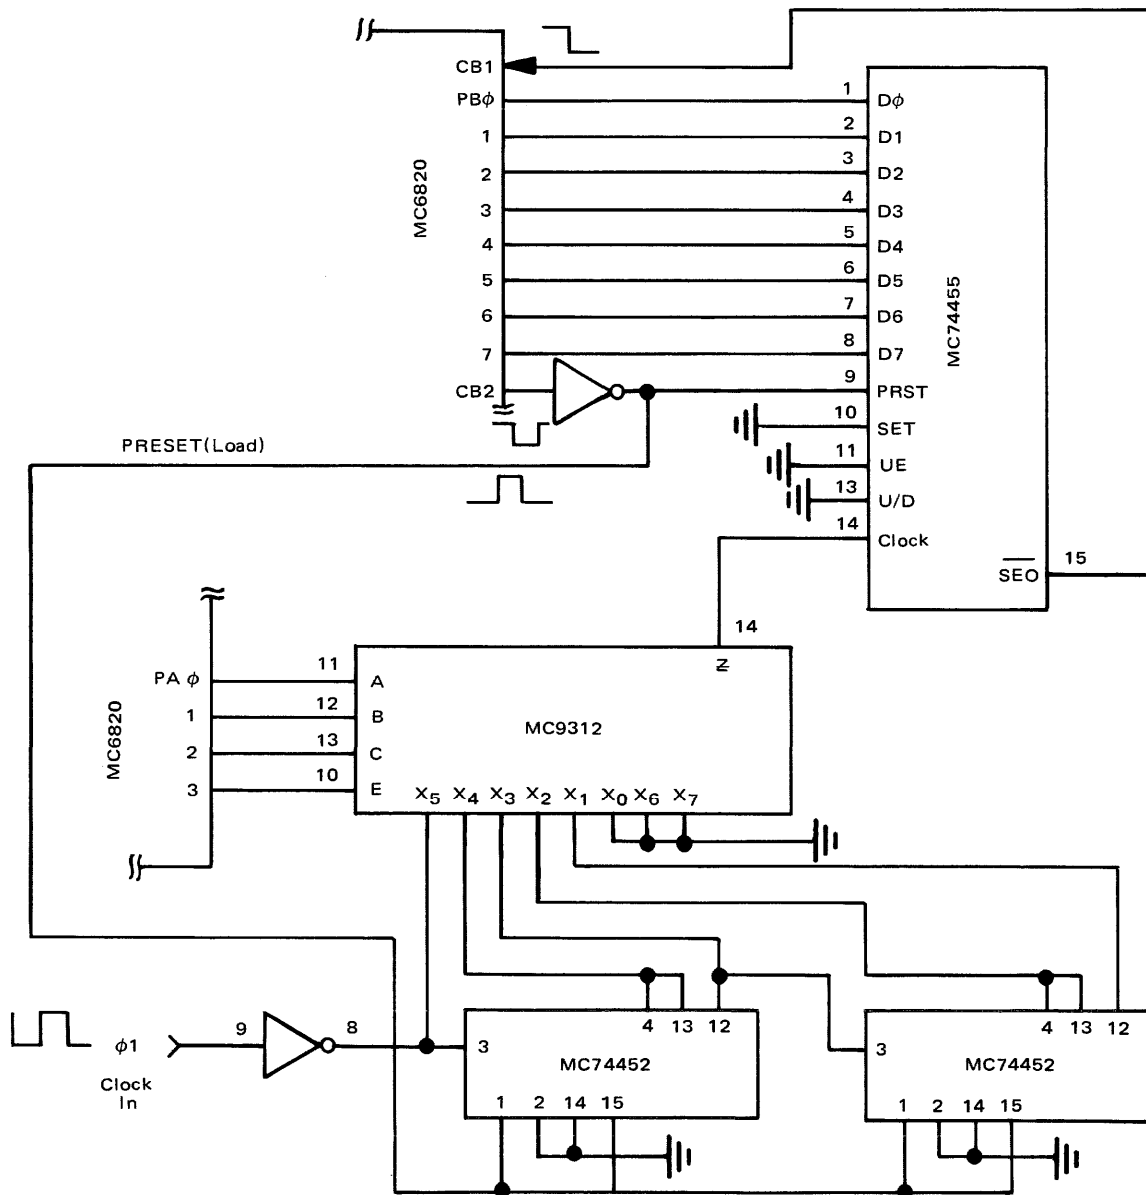 CB1
PBϕ 1 Dϕ
1 2 D1
2 3 D2
3 4 D3
4 5 D4
5 6 D5
6 7 D6
7 8 D7
MC6820
MC74455
CB2 9 PRST
10 SET
PRESET(Load)
11 UE
13 U/D
14 Clock
SEO 15
14
Z
PA ϕ 11 A
1 12 B
2 13 C
3 10 E
MC6820
MC9312
X5 X4 X3 X2 X1 X0 X6 X7
4 13 12
4 13 12
ϕ1 9 8 3
3
Clock
In
MC74452
MC74452
1 2 14 15
1 2 14 15